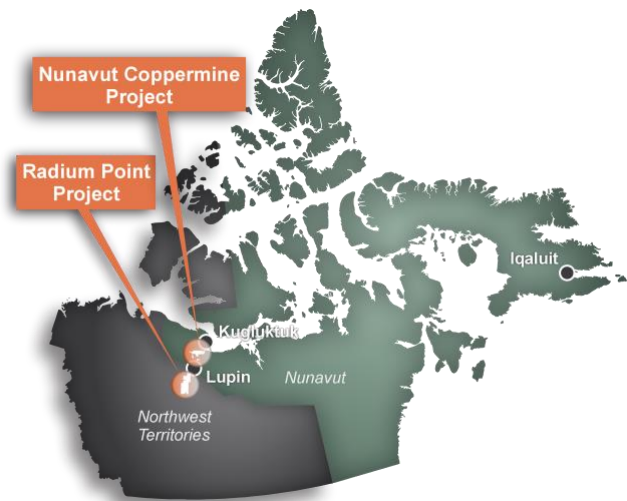 Nunavut Coppermine
Project
Radium Point
Project
Iqaluit
Kugluktuk
Lupin
Nunavut
Northwest
Territories